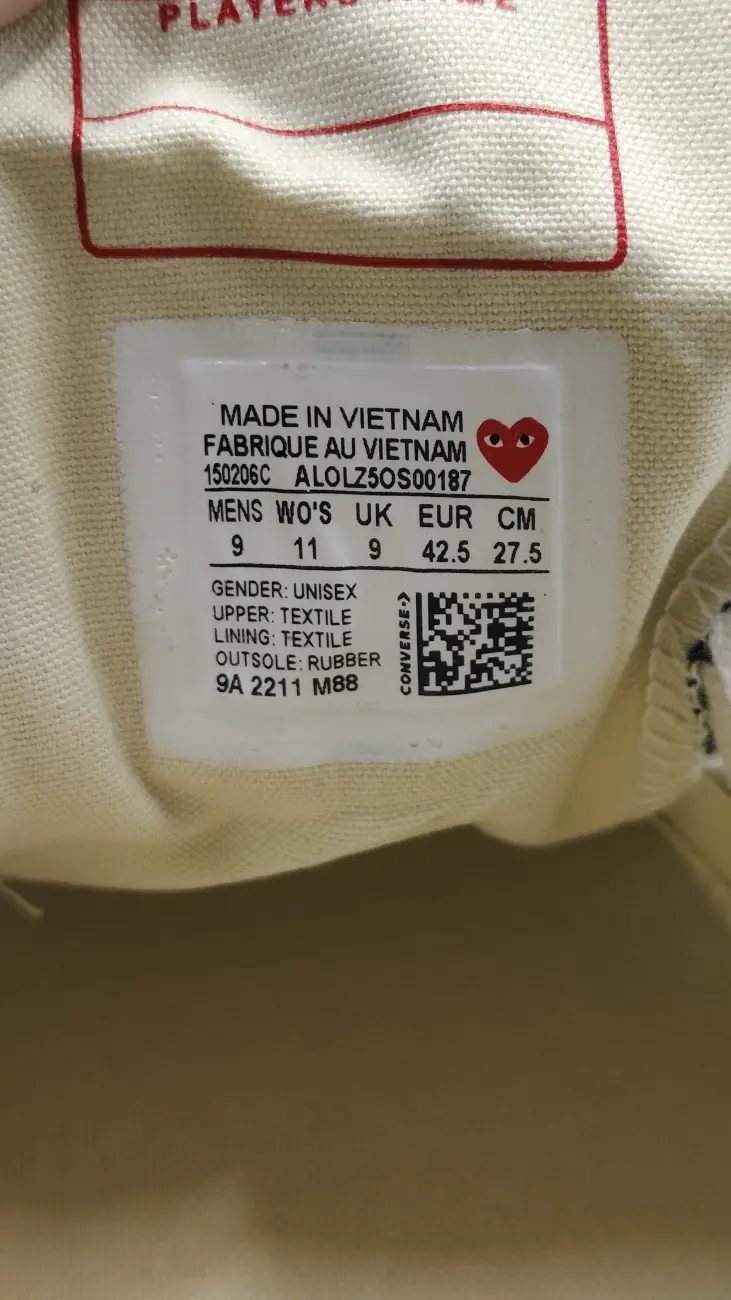 PLAYERS
MADE IN VIETNAM
FABRIQUE AU VIETNAM
150206C ALOLZ5OS00187
MENS WO'S UK EUR CM
9 11 9 42.5 27.5
GENDER: UNISEX
UPPER: TEXTILE
LINING: TEXTILE
OUTSOLE: RUBBER
9A 2211 M88
CONVERSE